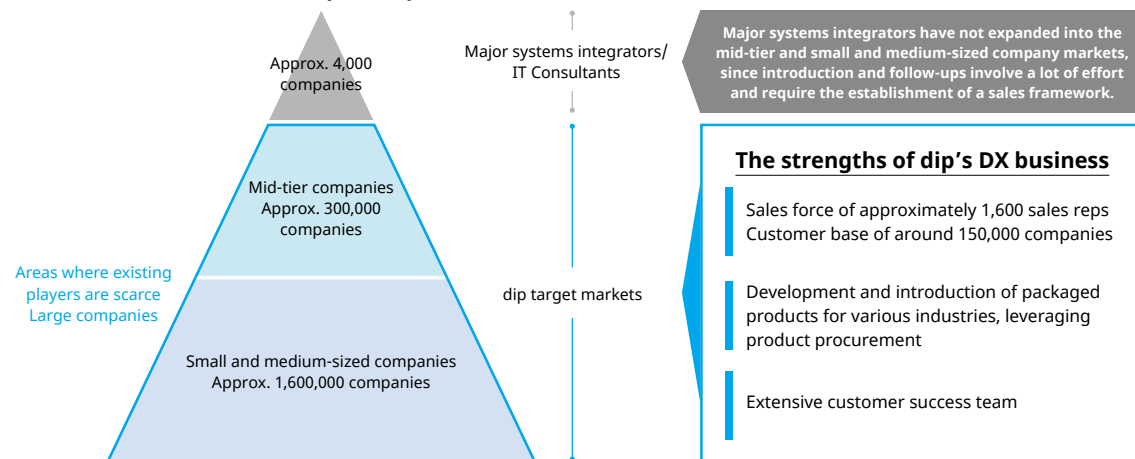 Approx. 4,000
companies
Major systems integrators/
IT Consultants
Major systems integrators have not expanded into the
mid-tier and small and medium-sized company markets,
since introduction and follow-ups involve a lot of effort
and require the establishment of a sales framework.
Mid-tier companies
Approx. 300,000
companies
Areas where existing
players are scarce
Large companies
Small and medium-sized companies
Approx. 1,600,000 companies
dip target markets
The strengths of dip’s DX business
Sales force of approximately 1,600 sales reps
Customer base of around 150,000 companies
Development and introduction of packaged
products for various industries, leveraging
product procurement
Extensive customer success team